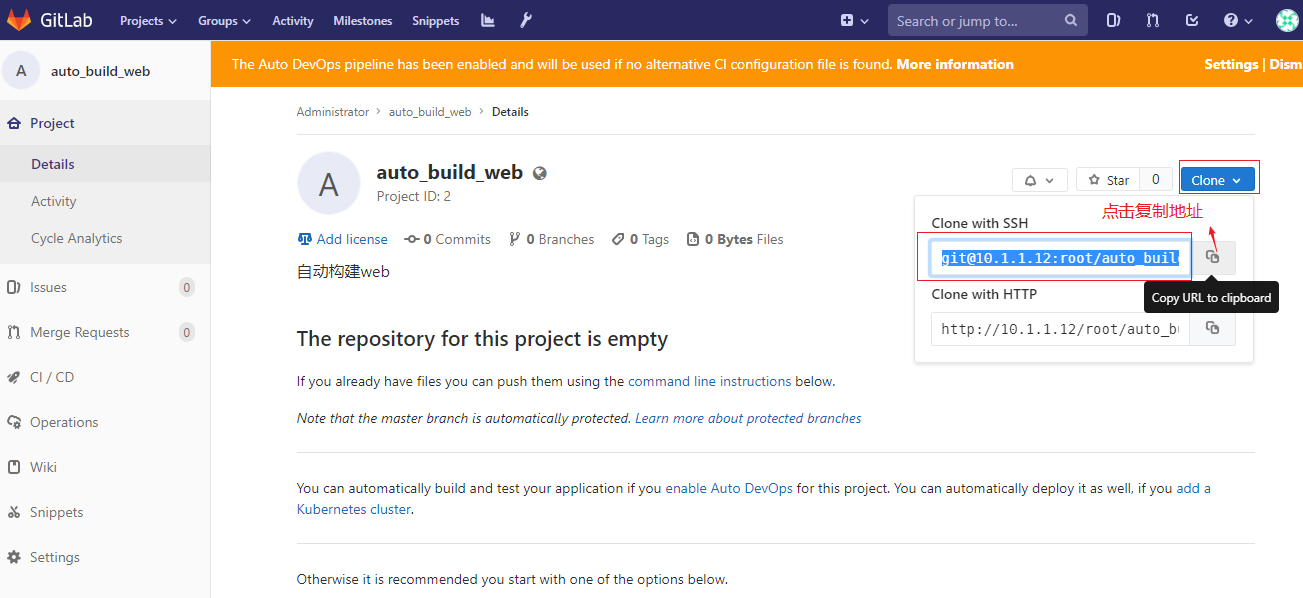 GitLab Projects Groups Activity Milestones Snippets Search or jump to...
A auto_build_web
The Auto DevOps pipeline has been enabled and will be used if no alternative CI configuration file is found. More information Settings | Dism
Project
Details
Activity
Cycle Analytics
Issues 0
Merge Requests 0
CI / CD
Operations
Wiki
Snippets
Settings
Administrator > auto_build_web > Details
A
auto_build_web
Project ID: 2
Star 0 Clone
点击复制地址
Clone with SSH
git@10.1.1.12:root/auto_buil
Copy URL to clipboard
Clone with HTTP
http://10.1.1.12/root/auto_b
Add license 0 Commits 0 Branches 0 Tags 0 Bytes Files
自动构建web
The repository for this project is empty
If you already have files you can push them using the command line instructions below.
Note that the master branch is automatically protected. Learn more about protected branches
You can automatically build and test your application if you enable Auto DevOps for this project. You can automatically deploy it as well, if you add a
Kubernetes cluster.
Otherwise it is recommended you start with one of the options below.